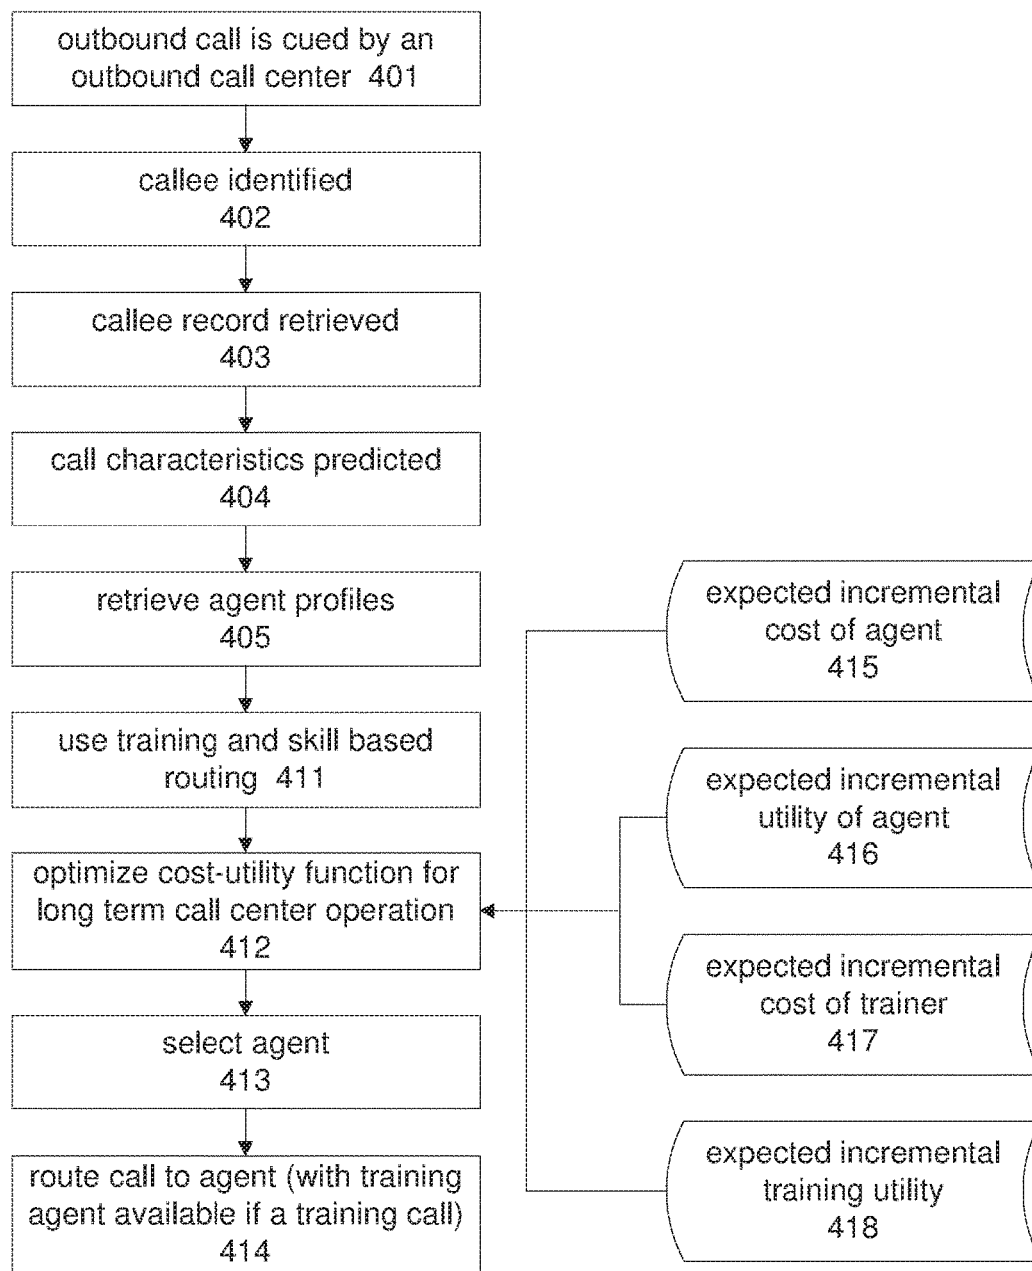 outbound call is cued by an
outbound call center 401
callee identified
402
callee record retrieved
403
call characteristics predicted
404
retrieve agent profiles
405
use training and skill based
routing 411
optimize cost-utility function for
long term call center operation
412
select agent
413
route call to agent (with training
agent available if a training call)
414
expected incremental
cost of agent
415
expected incremental
utility of agent
416
expected incremental
cost of trainer
417
expected incremental
training utility
418